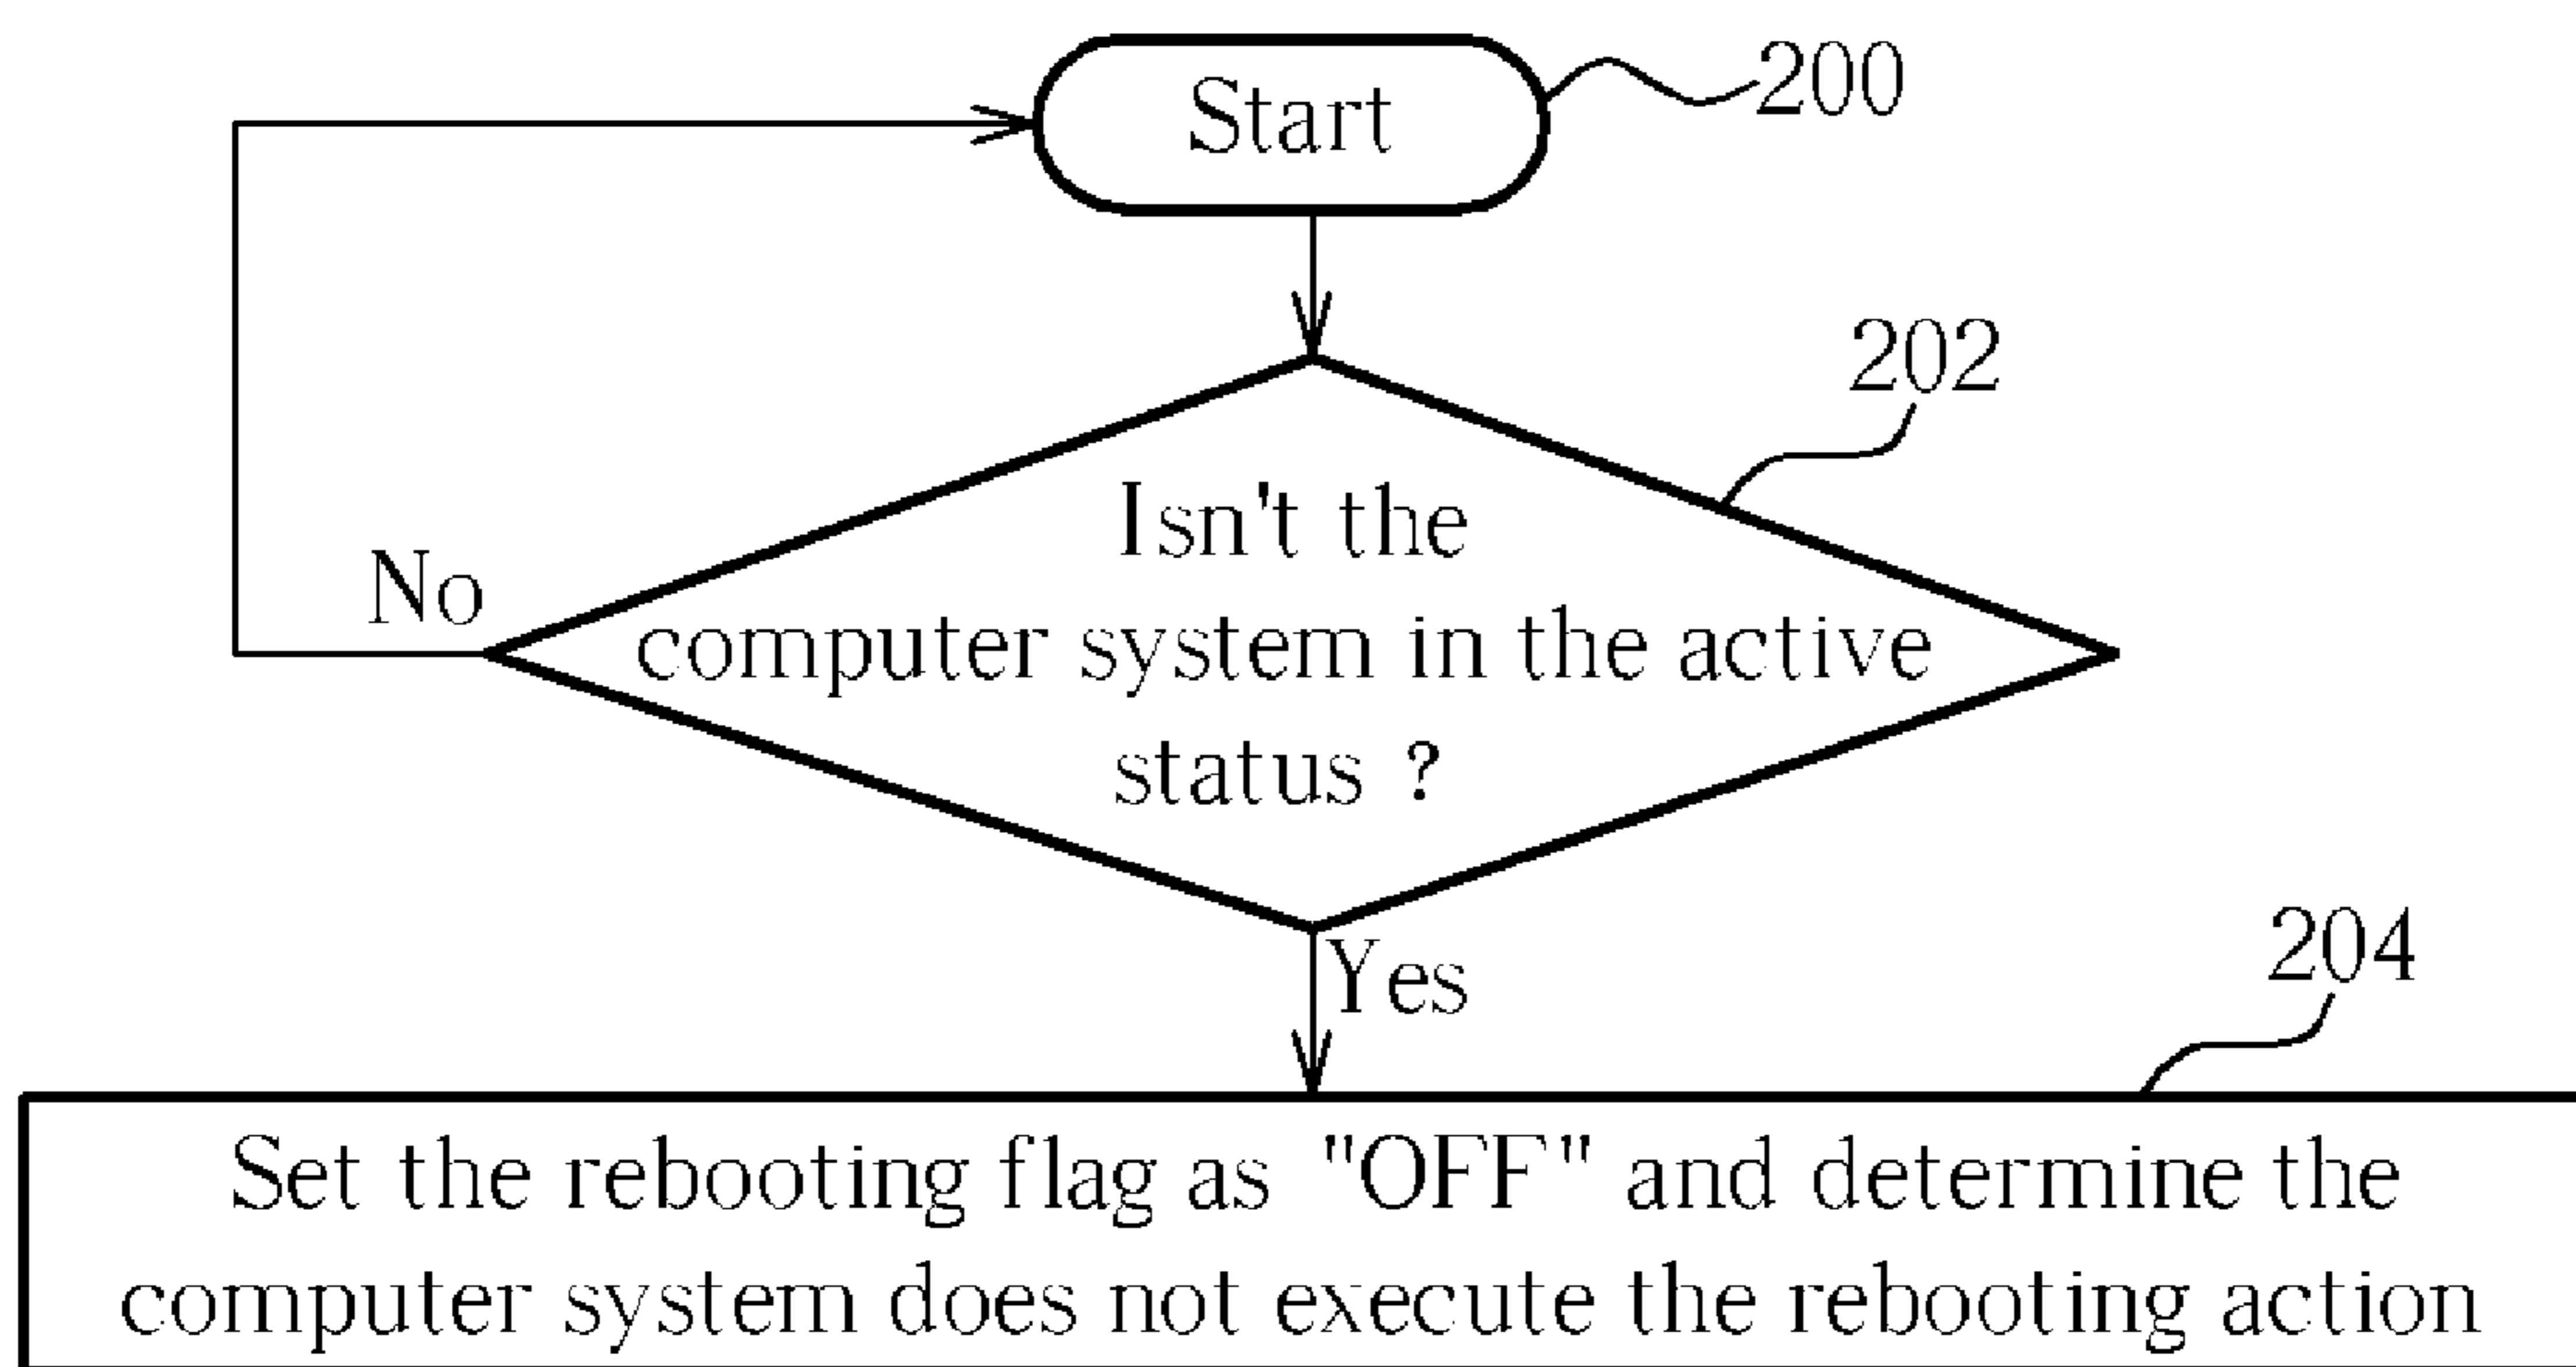 Start
200
202
Isn't the
computer system in the active
status ?
No
Yes
204
Set the rebooting flag as "OFF" and determine the
computer system does not execute the rebooting action